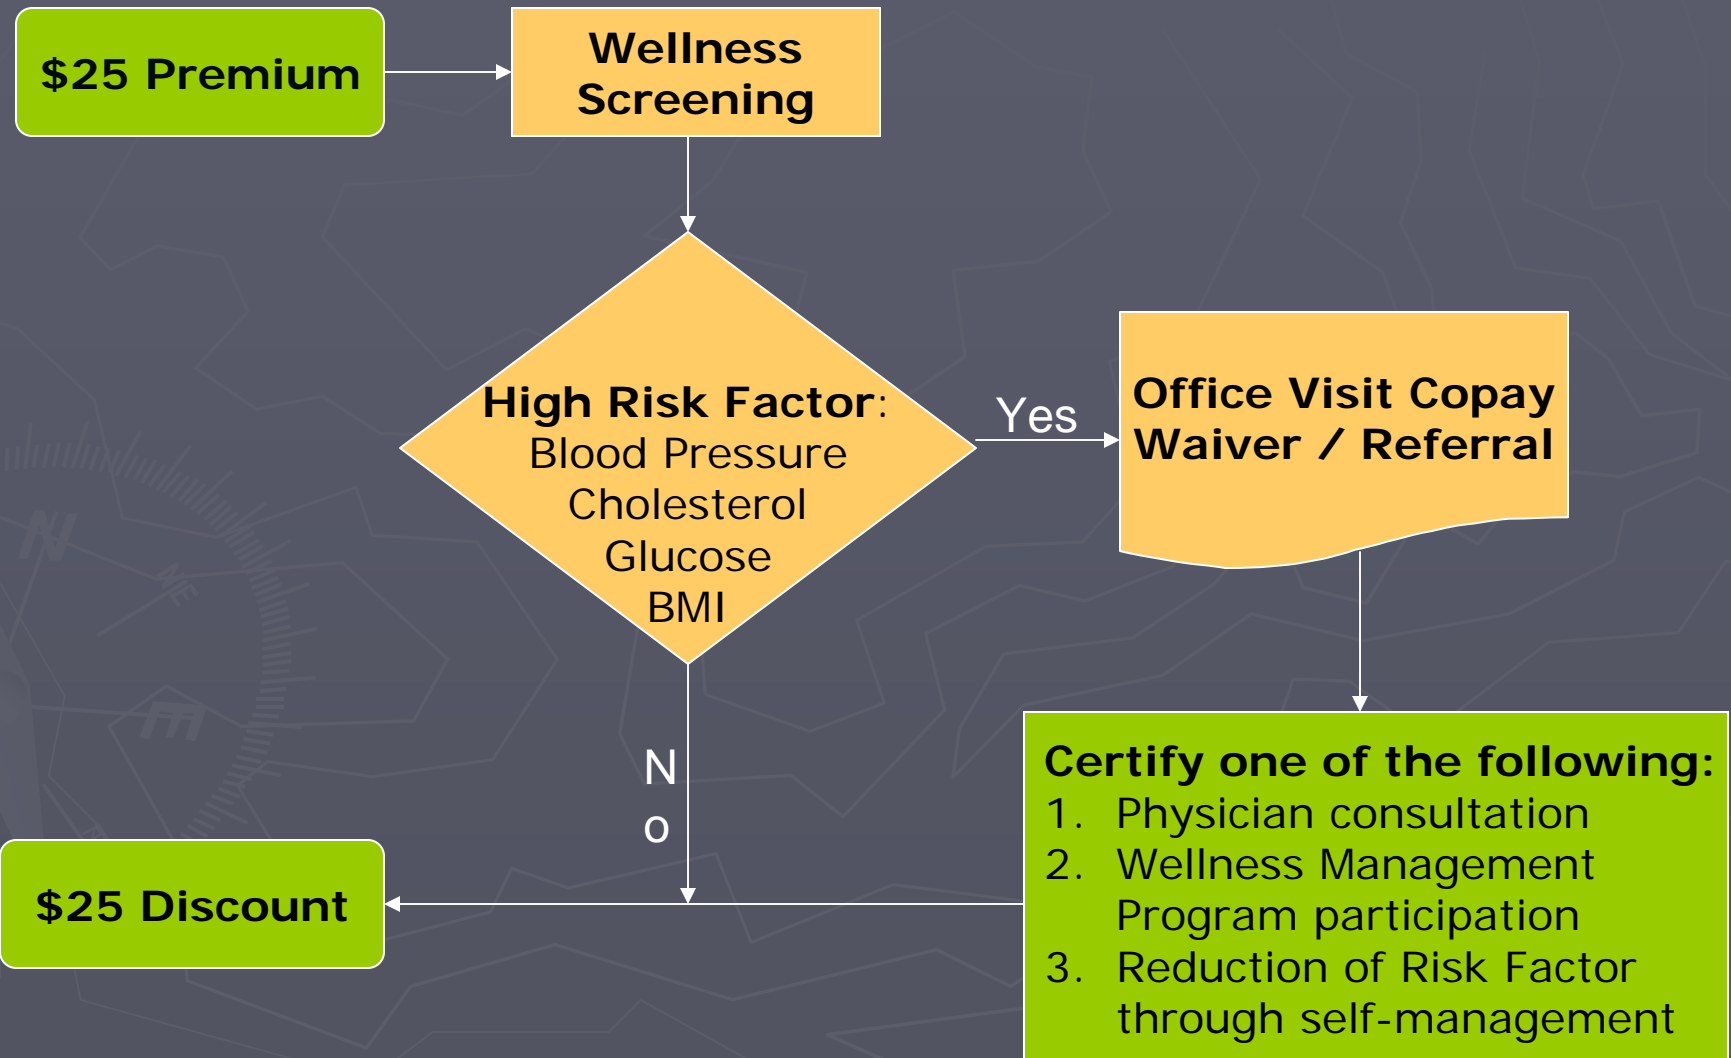 $25 Premium
Wellness
Screening
High Risk Factor:
Blood Pressure
Cholesterol
Glucose
BMI
Yes
Office Visit Copay
Waiver / Referral
N
o
Certify one of the following:
1. Physician consultation
2. Wellness Management
Program participation
3. Reduction of Risk Factor
through self-management
$25 Discount
N
NE
E